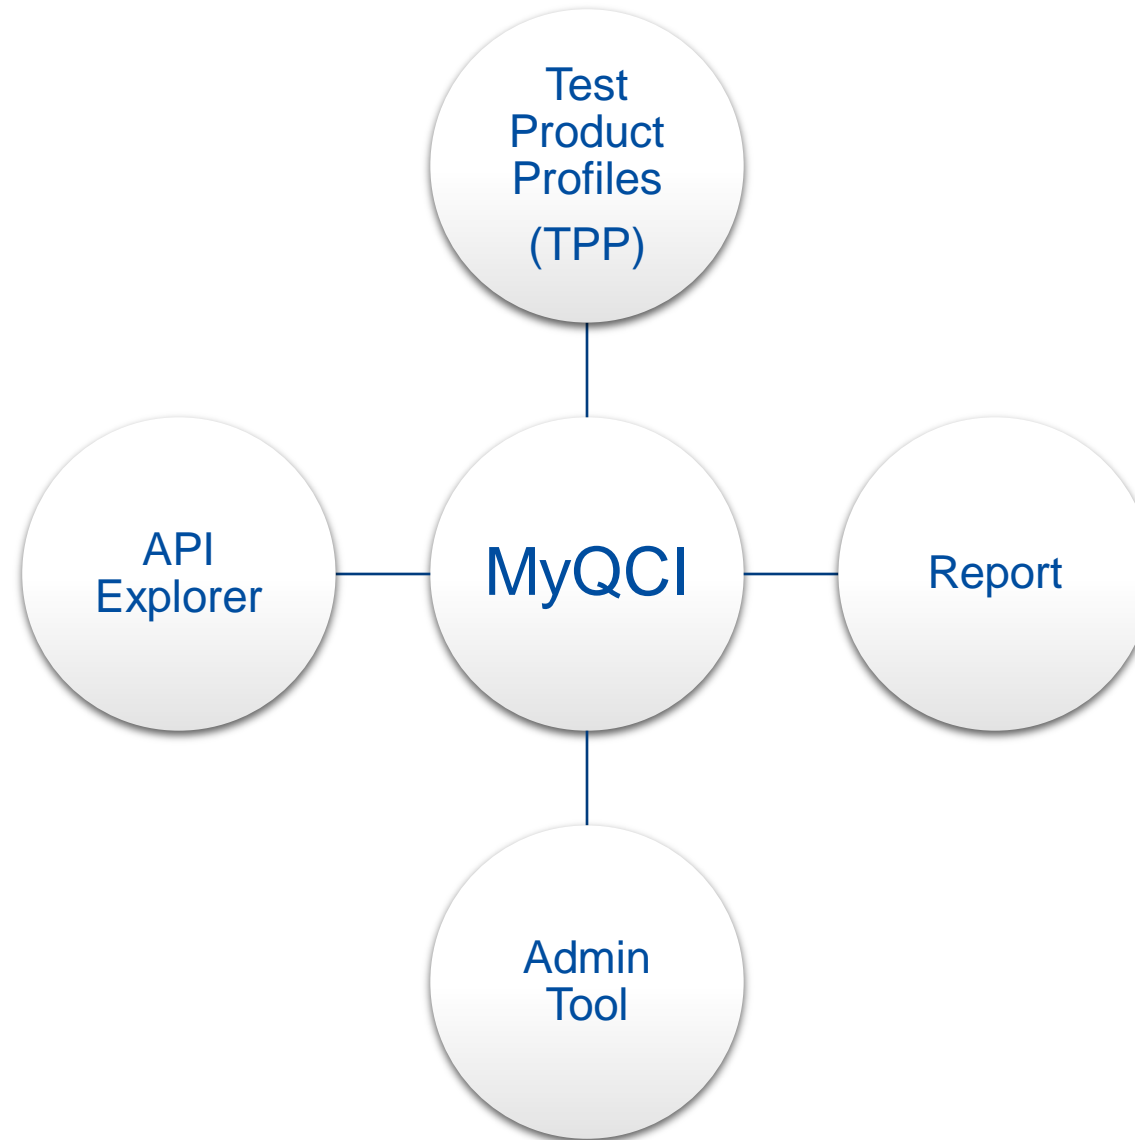 Test
Product
Profiles
(TPP)
API
Explorer
MyQCI
Report
Admin
Tool